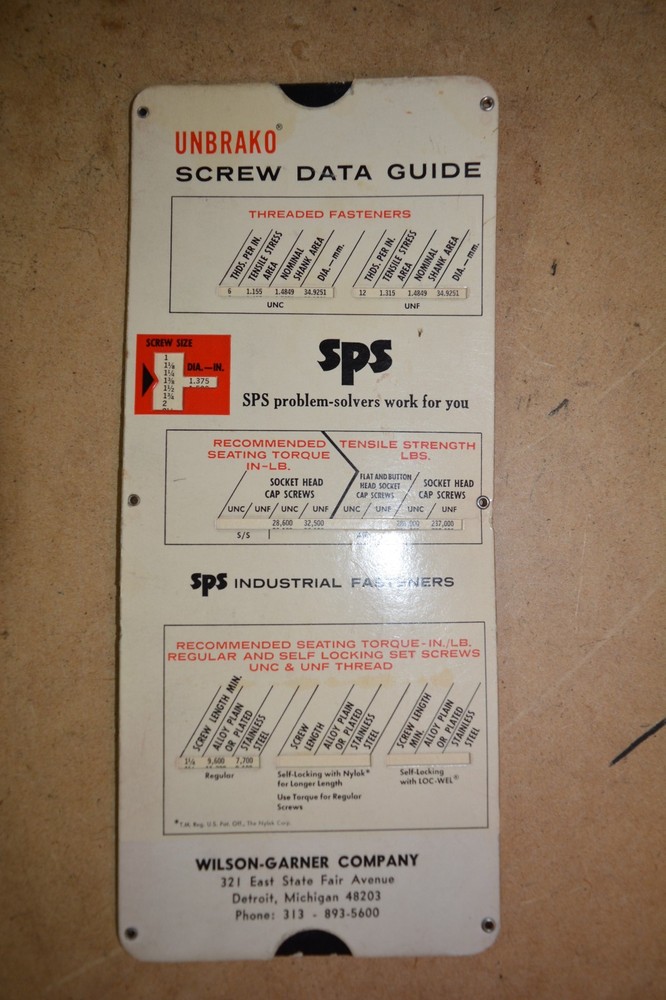 UNBRAKO®
SCREW DATA GUIDE
THREADED FASTENERS
THDS. PER IN. TENSILE STRESS AREA NOMINAL SHANK AREA DIA.—mm. THDS. PER IN. TENSILE STRESS AREA NOMINAL SHANK AREA DIA.—mm.
6 1.155 1.4849 34.9251 12 1.315 1.4849 34.9251
UNC UNF
SCREW SIZE
1
1⅛
1¼
1⅜
1½
1¾
2
DIA.—IN.
1.375
sps
SPS problem-solvers work for you
RECOMMENDED SEATING TORQUE IN-LB.
TENSILE STRENGTH LBS.
SOCKET HEAD CAP SCREWS
FLAT AND BUTTON HEAD SOCKET CAP SCREWS
SOCKET HEAD CAP SCREWS
UNC UNF UNC UNF UNC UNF UNC UNF
28,600 32,500 237,000
S/S
sps INDUSTRIAL FASTENERS
RECOMMENDED SEATING TORQUE-IN./LB.
REGULAR AND SELF LOCKING SET SCREWS
UNC & UNF THREAD
SCREW LENGTH MIN. ALLOY PLAIN OR PLATED STAINLESS STEEL
SCREW LENGTH ALLOY PLAIN OR PLATED STAINLESS STEEL
SCREW LENGTH MIN. ALLOY PLAIN OR PLATED STAINLESS STEEL
1¼ 9,600 7,700
Regular
Self-Locking with Nylok*
for Longer Length
Use Torque for Regular
Screws
Self-Locking
with LOC-WEL®
*T.M. Reg. U.S. Pat. Off., The Nylok Corp.
WILSON-GARNER COMPANY
321 East State Fair Avenue
Detroit, Michigan 48203
Phone: 313 - 893-5600